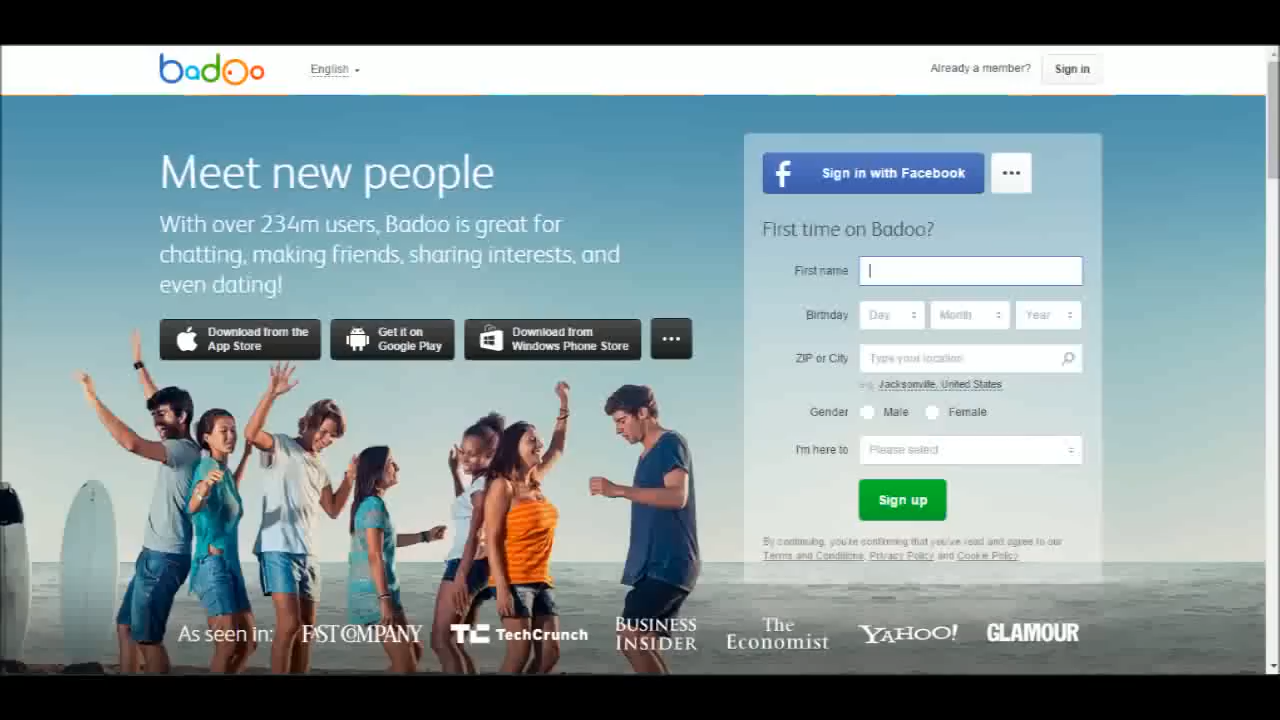 badoo
English
Already a member?
Sign in
Meet new people
With over 234m users, Badoo is great for
chatting, making friends, sharing interests, and
even dating!
Download from the
App Store
Get it on
Google Play
Download from
Windows Phone Store
...
f Sign in with Facebook
...
First time on Badoo?
First name
Birthday Day Month Year
ZIP or City Type your location
e.g. Jacksonville, United States
Gender Male Female
I'm here to Please select
Sign up
By continuing, you're confirming that you've read and agree to our
Terms and Conditions, Privacy Policy and Cookie Policy
As seen in: FAST COMPANY TC TechCrunch BUSINESS INSIDER The Economist YAHOO! GLAMOUR